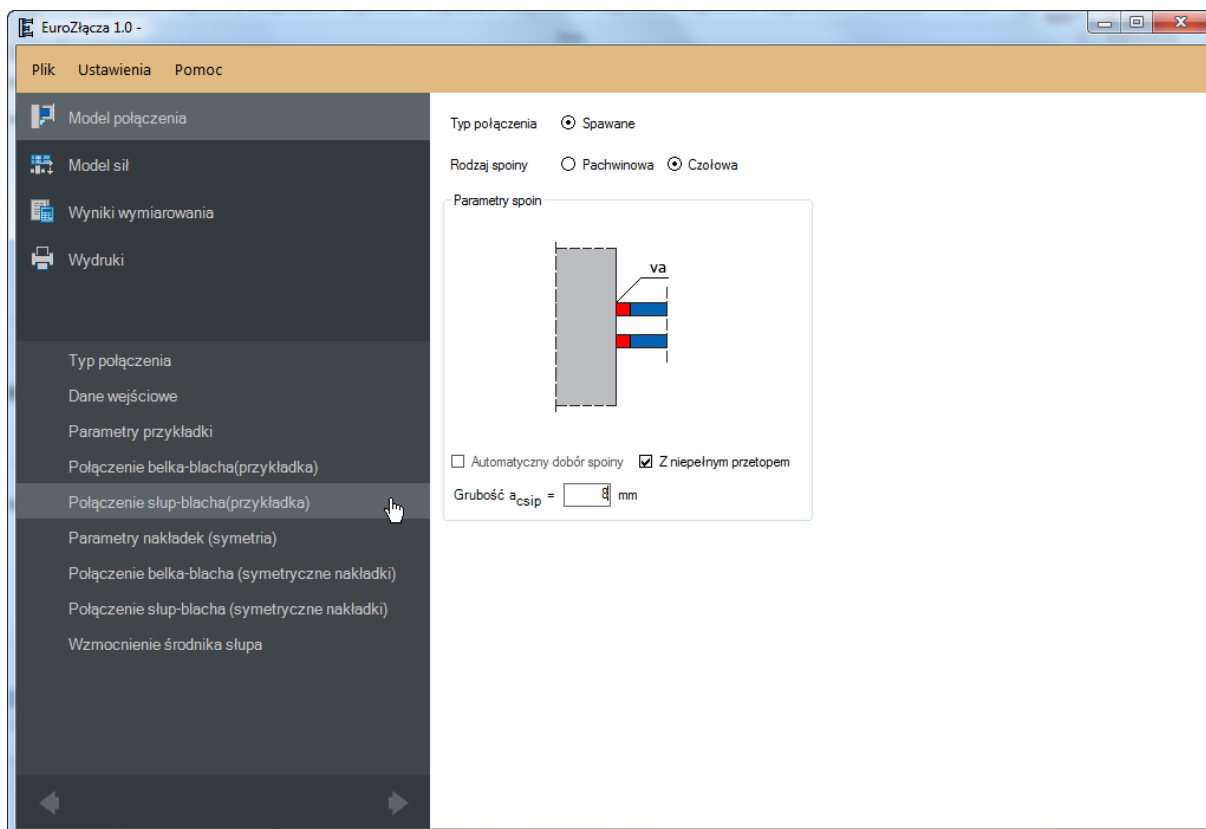 EuroZłącza 1.0 -
Plik Ustawienia Pomoc
Model połączenia
Model sił
Wyniki wymiarowania
Wydruki
Typ połączenia
Dane wejściowe
Parametry przykładki
Połączenie belka-blacha(przykładka)
Połączenie słup-blacha(przykładka)
Parametry nakładek (symetria)
Połączenie belka-blacha (symetryczne nakładki)
Połączenie słup-blacha (symetryczne nakładki)
Wzmocnienie środnika słupa
Typ połączenia Spawane
Rodzaj spoiny Pachwinowa Czołowa
Parametry spoin
va
Automatyczny dobór spoiny Z niepełnym przetopem
Grubość acsip = 8 mm